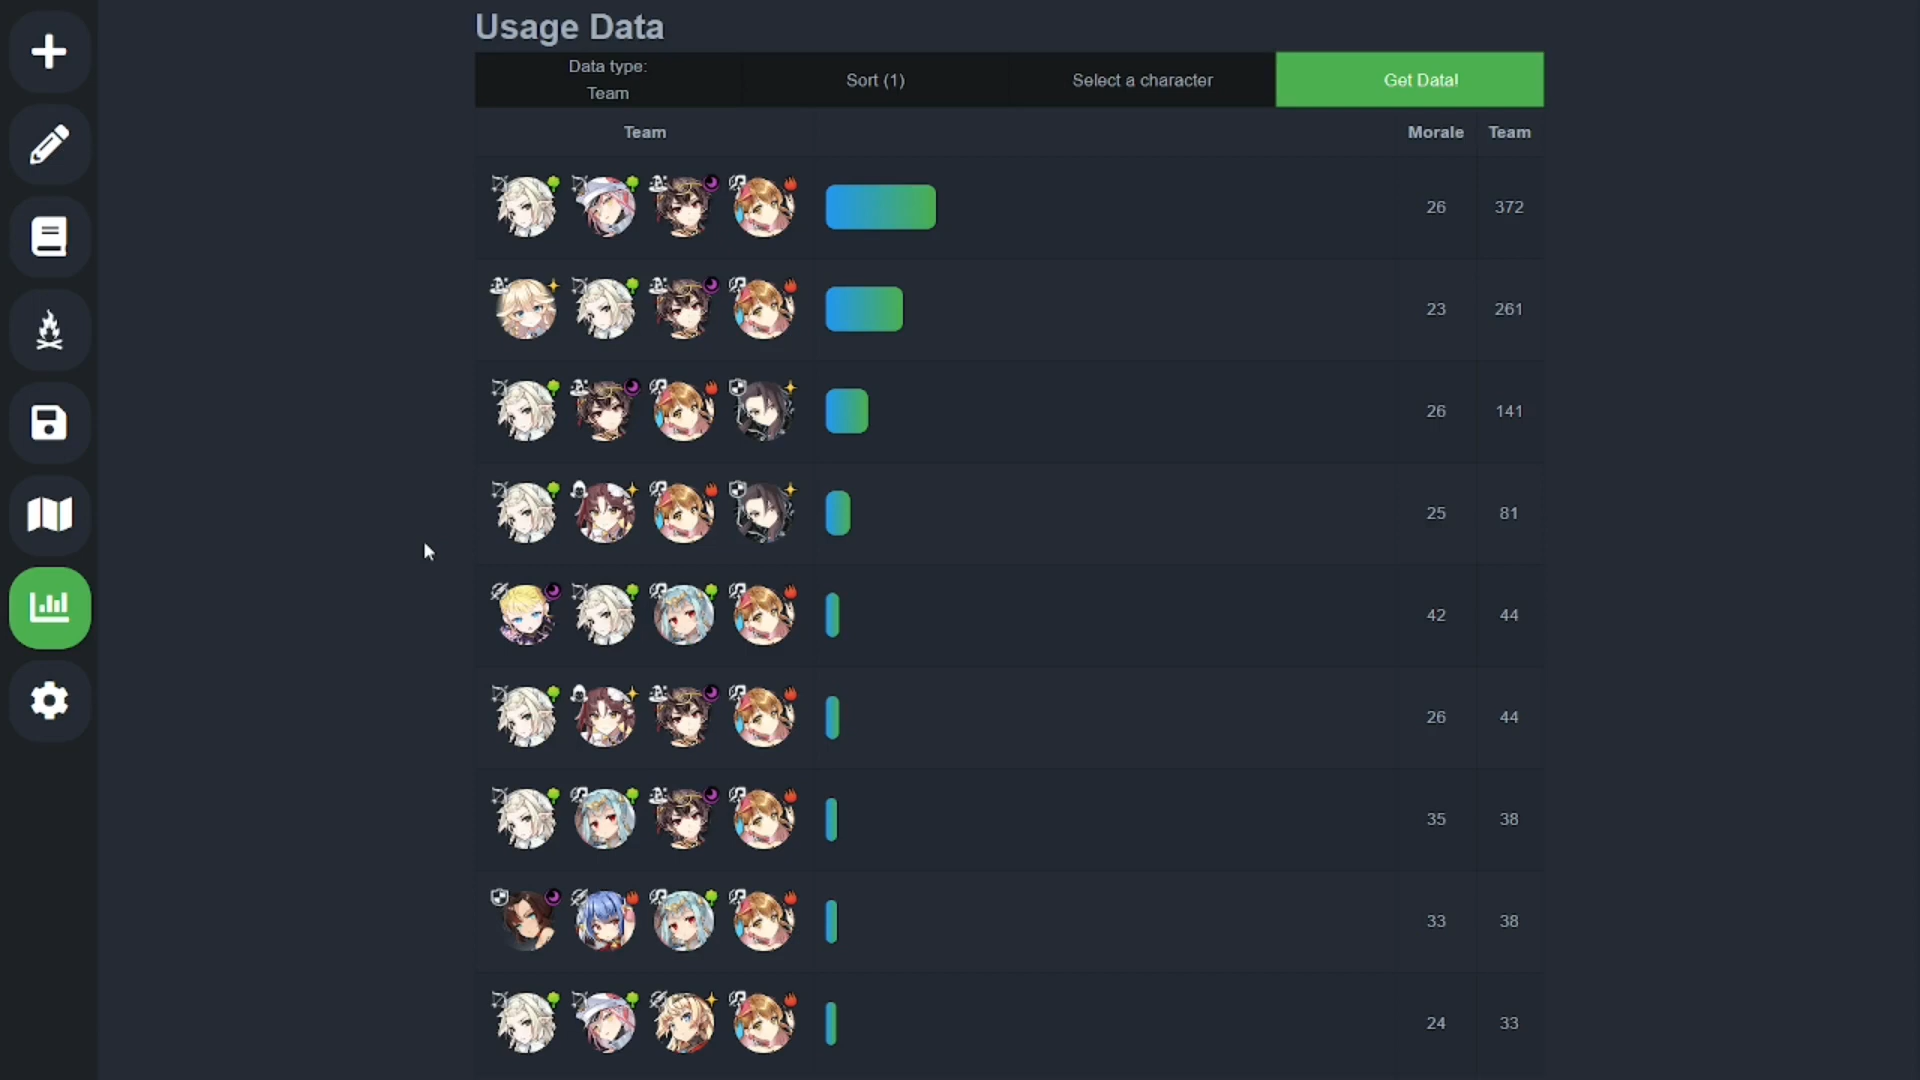 Usage Data
Data type:
Team
Sort (1)
Select a character
Get Data!
Team
Morale
Team
26
372
23
261
26
141
25
81
42
44
26
44
35
38
33
38
24
33